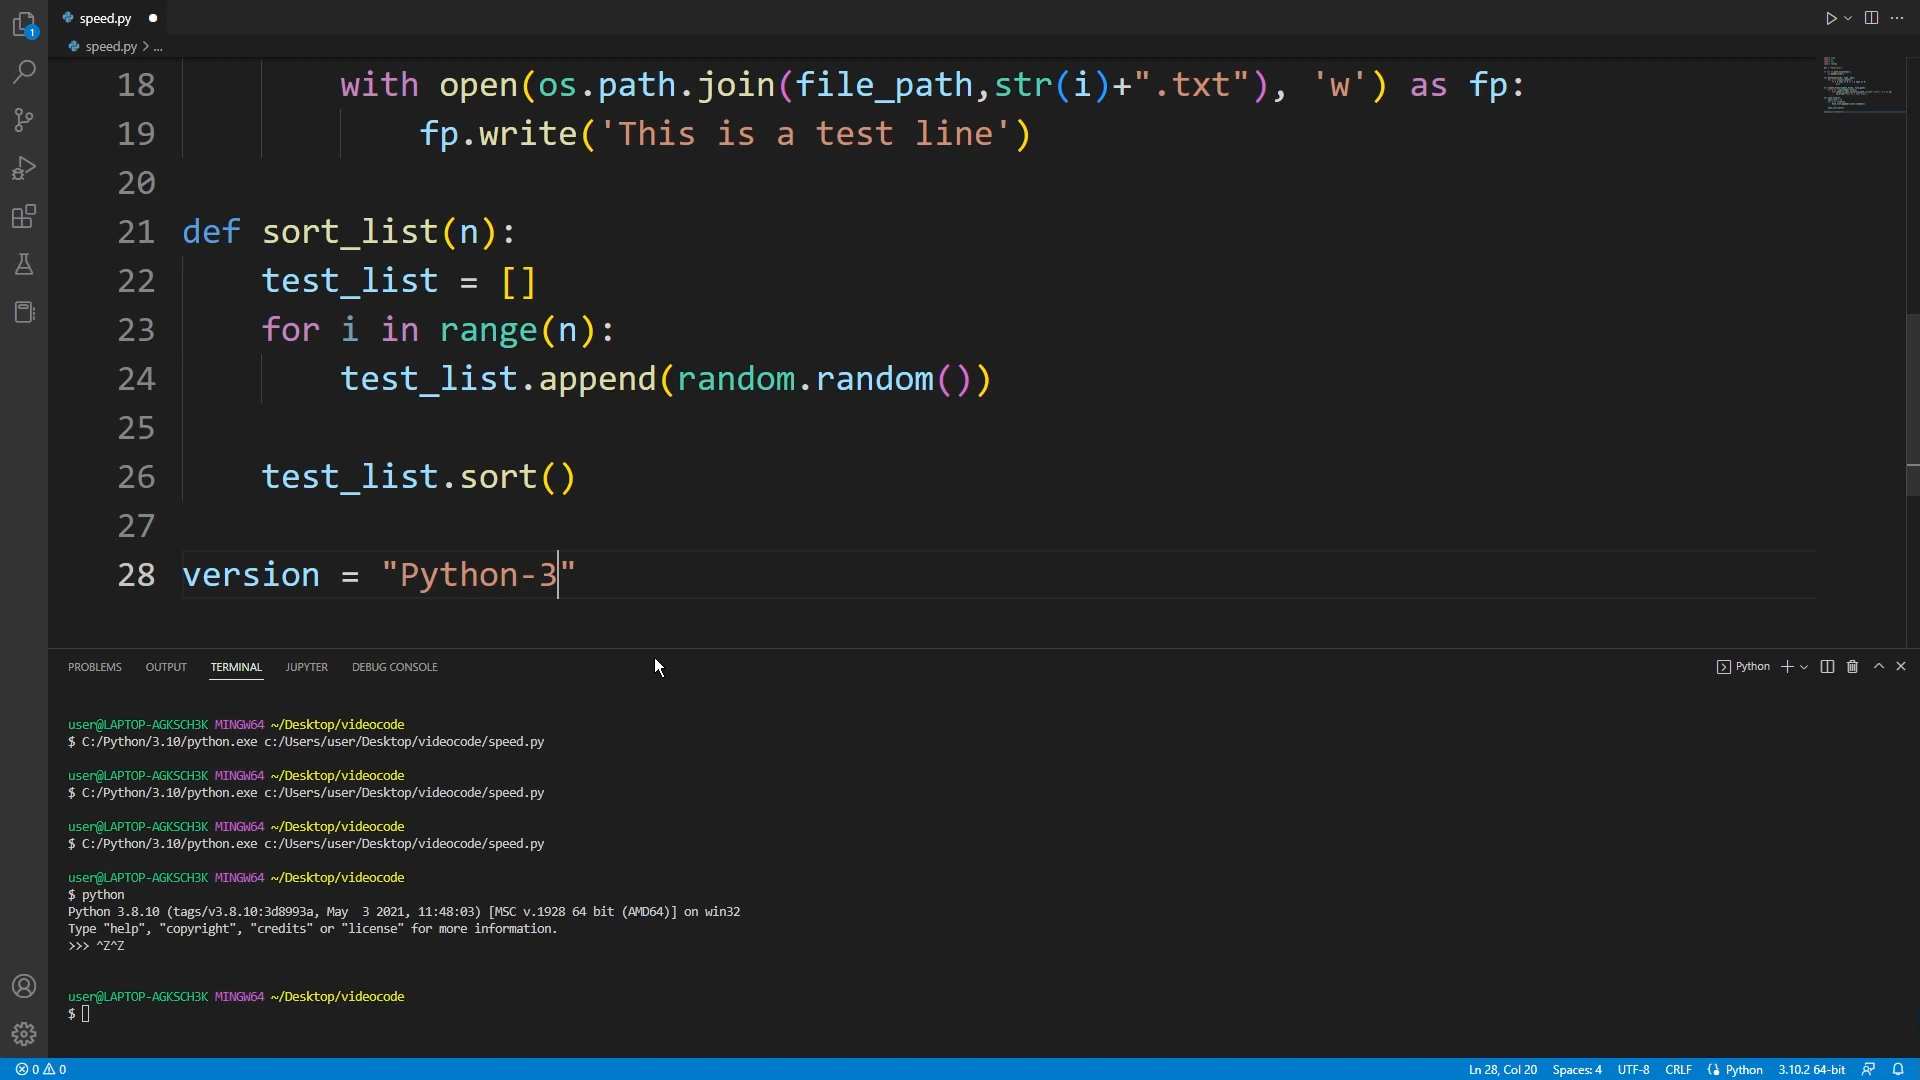 1
speed.py
speed.py > ...
18 with open(os.path.join(file_path,str(i)+".txt"), 'w') as fp:
19 fp.write('This is a test line')
20
21 def sort_list(n):
22 test_list = []
23 for i in range(n):
24 test_list.append(random.random())
25
26 test_list.sort()
27
28 version = "Python-3"
PROBLEMS OUTPUT TERMINAL JUPYTER DEBUG CONSOLE Python
user@LAPTOP-AGKSCH3K MINGW64 ~/Desktop/videocode
$ C:/Python/3.10/python.exe c:/Users/user/Desktop/videocode/speed.py
user@LAPTOP-AGKSCH3K MINGW64 ~/Desktop/videocode
$ C:/Python/3.10/python.exe c:/Users/user/Desktop/videocode/speed.py
user@LAPTOP-AGKSCH3K MINGW64 ~/Desktop/videocode
$ C:/Python/3.10/python.exe c:/Users/user/Desktop/videocode/speed.py
user@LAPTOP-AGKSCH3K MINGW64 ~/Desktop/videocode
$ python
Python 3.8.10 (tags/v3.8.10:3d8993a, May  3 2021, 11:48:03) [MSC v.1928 64 bit (AMD64)] on win32
Type "help", "copyright", "credits" or "license" for more information.
>>> ^Z^Z
user@LAPTOP-AGKSCH3K MINGW64 ~/Desktop/videocode
$
0 0 Ln 28, Col 20 Spaces: 4 UTF-8 CRLF Python 3.10.2 64-bit